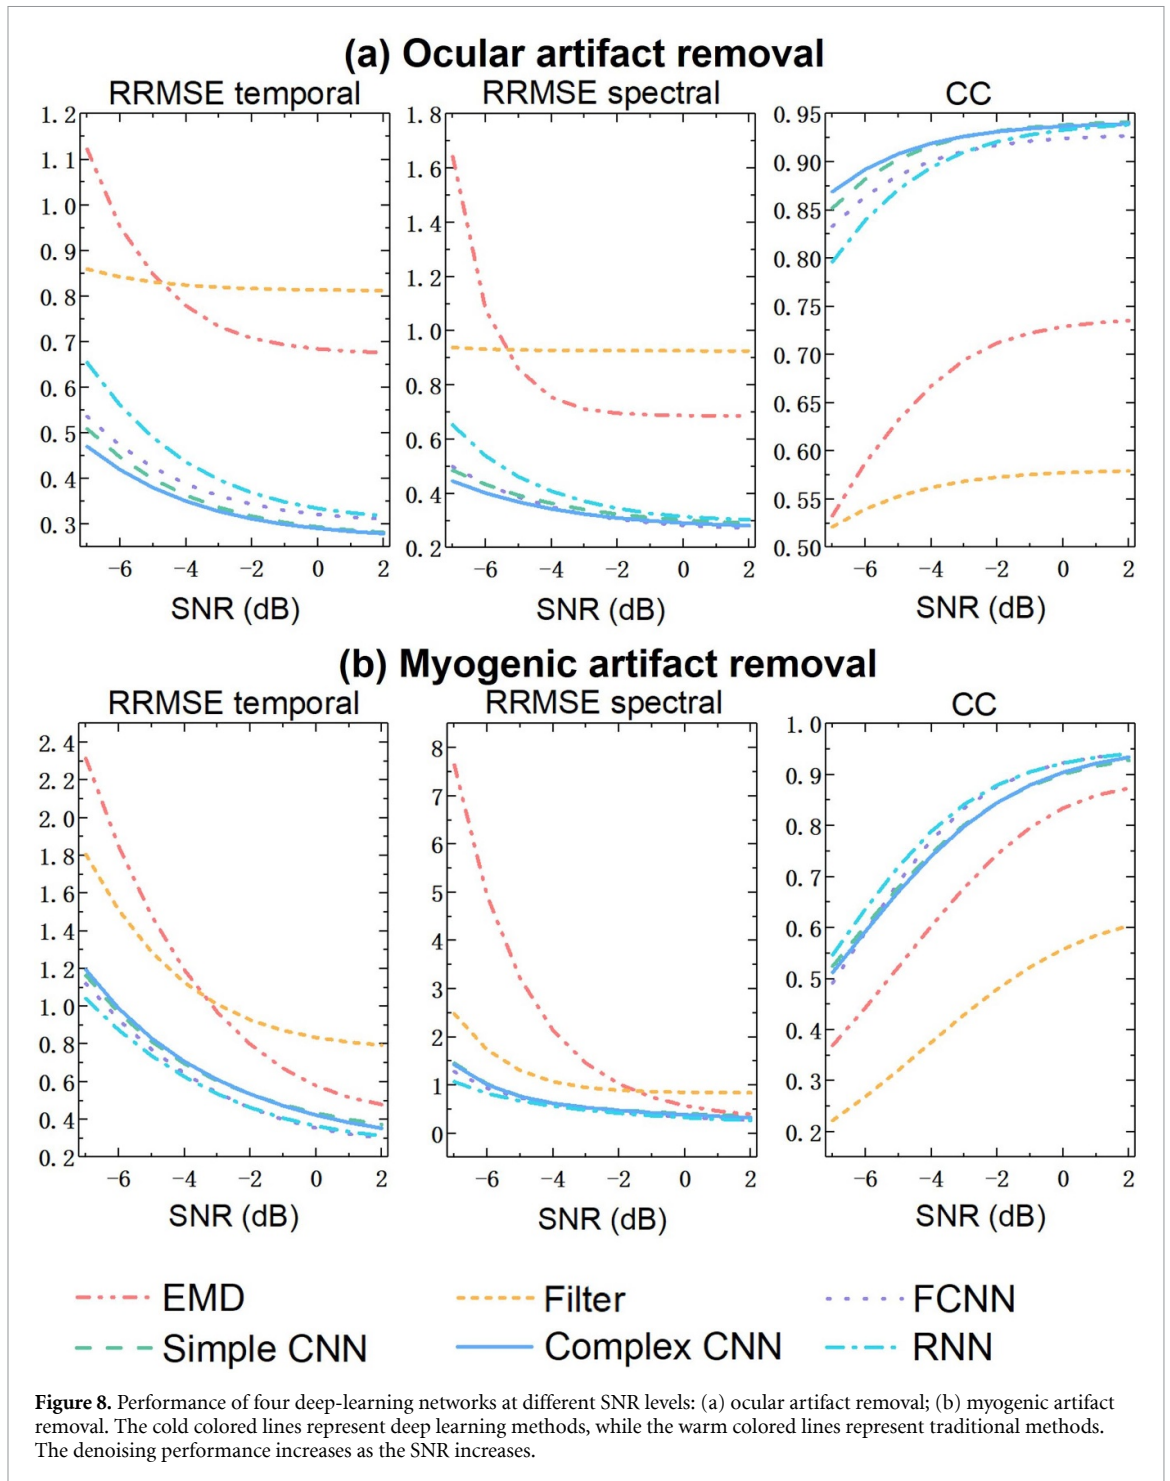 (a) Ocular artifact removal
RRMSE temporal
RRMSE spectral
CC
1.2
1.1
1.0
0.9
0.8
0.7
0.6
0.5
0.4
0.3
-6 -4 -2 0 2
SNR (dB)
1.8
1.6
1.4
1.2
1.0
0.8
0.6
0.4
0.2
-6 -4 -2 0 2
SNR (dB)
0.95
0.90
0.85
0.80
0.75
0.70
0.65
0.60
0.55
0.50
-6 -4 -2 0 2
SNR (dB)
(b) Myogenic artifact removal
RRMSE temporal
RRMSE spectral
CC
2.4
2.2
2.0
1.8
1.6
1.4
1.2
1.0
0.8
0.6
0.4
0.2
-6 -4 -2 0 2
SNR (dB)
8
7
6
5
4
3
2
1
0
-6 -4 -2 0 2
SNR (dB)
1.0
0.9
0.8
0.7
0.6
0.5
0.4
0.3
0.2
-6 -4 -2 0 2
SNR (dB)
EMD
Filter
FCNN
Simple CNN
Complex CNN
RNN
Figure 8. Performance of four deep-learning networks at different SNR levels: (a) ocular artifact removal; (b) myogenic artifact
removal. The cold colored lines represent deep learning methods, while the warm colored lines represent traditional methods.
The denoising performance increases as the SNR increases.